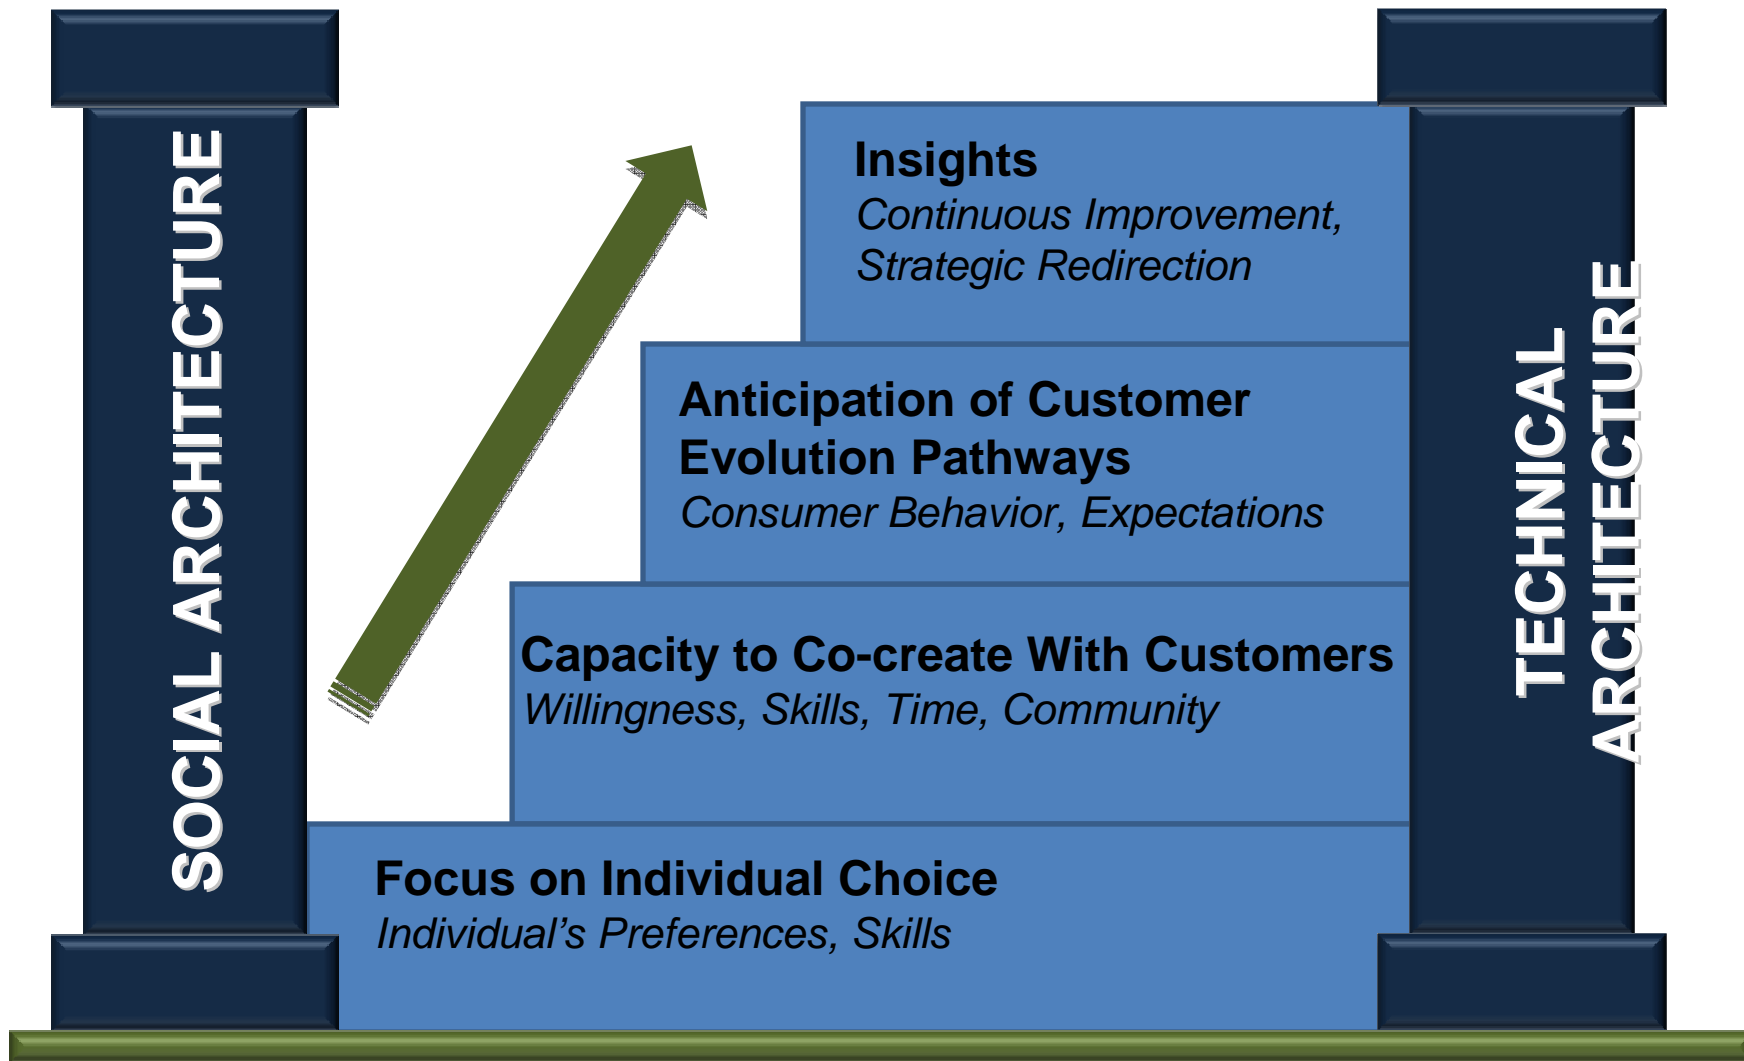 SOCIAL ARCHITECTURE
Insights
Continuous Improvement,
Strategic Redirection
Anticipation of Customer
Evolution Pathways
Consumer Behavior, Expectations
Capacity to Co-create With Customers
Willingness, Skills, Time, Community
Focus on Individual Choice
Individual’s Preferences, Skills
TECHNICAL
ARCHITECTURE